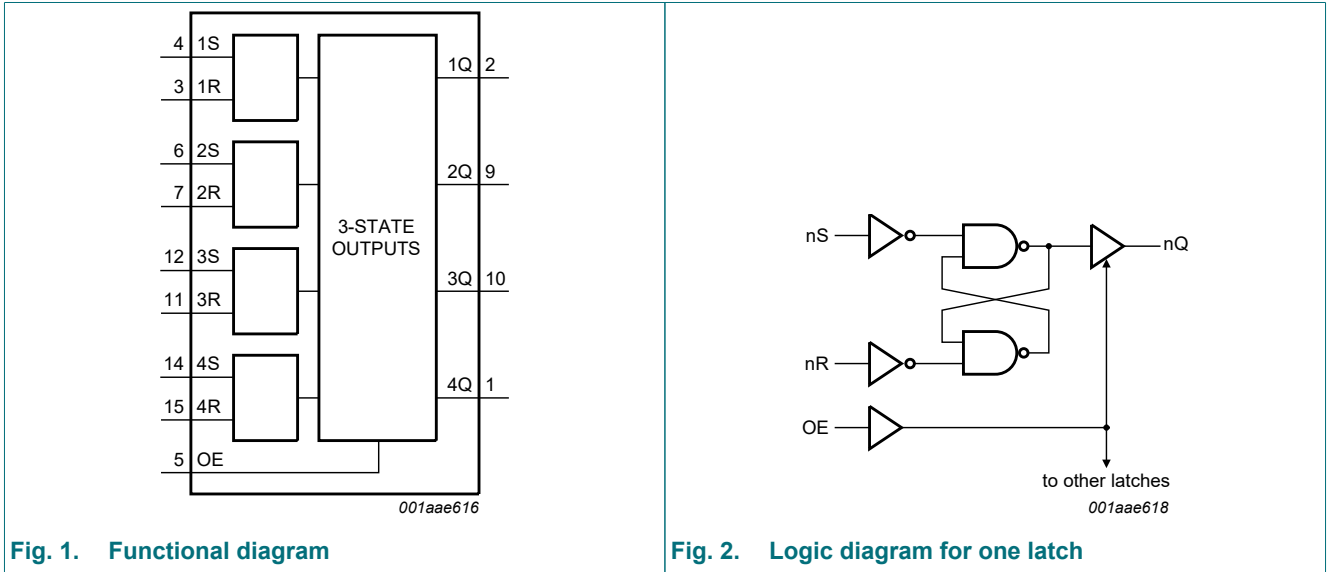 4 1S
3 1R
6 2S
7 2R
12 3S
11 3R
14 4S
15 4R
5 OE
3-STATE
OUTPUTS
1Q 2
2Q 9
3Q 10
4Q 1
001aae616
Fig. 1. Functional diagram
nS
nR
OE
nQ
to other latches
001aae618
Fig. 2. Logic diagram for one latch